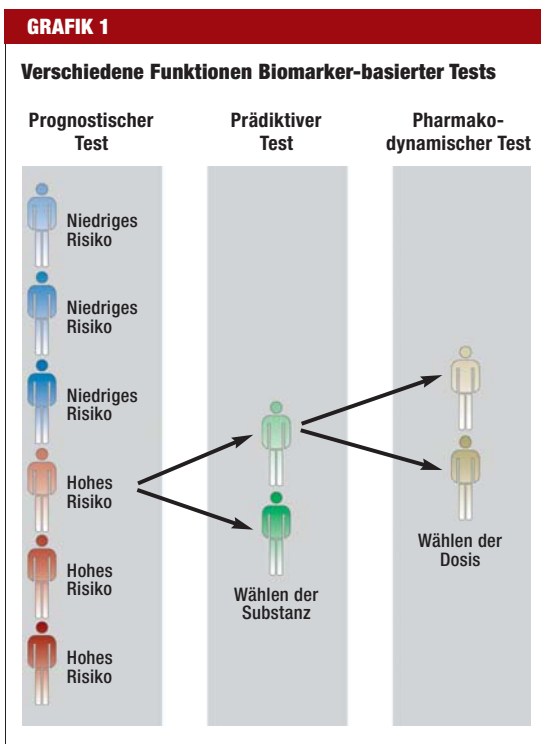 GRAFIK 1
Verschiedene Funktionen Biomarker-basierter Tests
Prognostischer
Test
Niedriges
Risiko
Niedriges
Risiko
Niedriges
Risiko
Hohes
Risiko
Hohes
Risiko
Hohes
Risiko
Prädiktiver
Test
Wählen der
Substanz
Pharmako-
dynamischer Test
Wählen der
Dosis